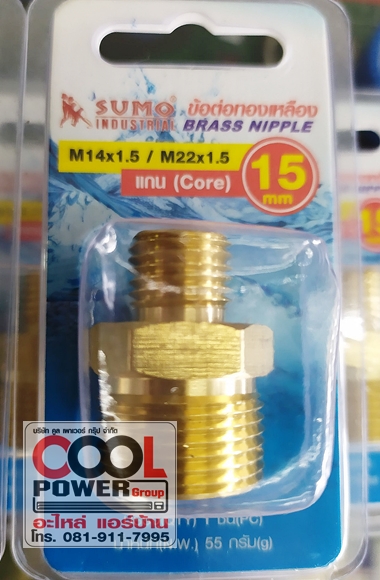 SUMO
INDUSTRIAL
ข้อต่อทองเหลือง
BRASS NIPPLE
M14x1.5 / M22x1.5
แกน (Core)
15
mm
บริษัท คูล เพาเวอร์ กรุ๊ป จำกัด
COOL
POWER Group
อะไหล่ แอร์บ้าน
โทร. 081-911-7995
1 ชิ้น(PC)
55 กรัม(g)